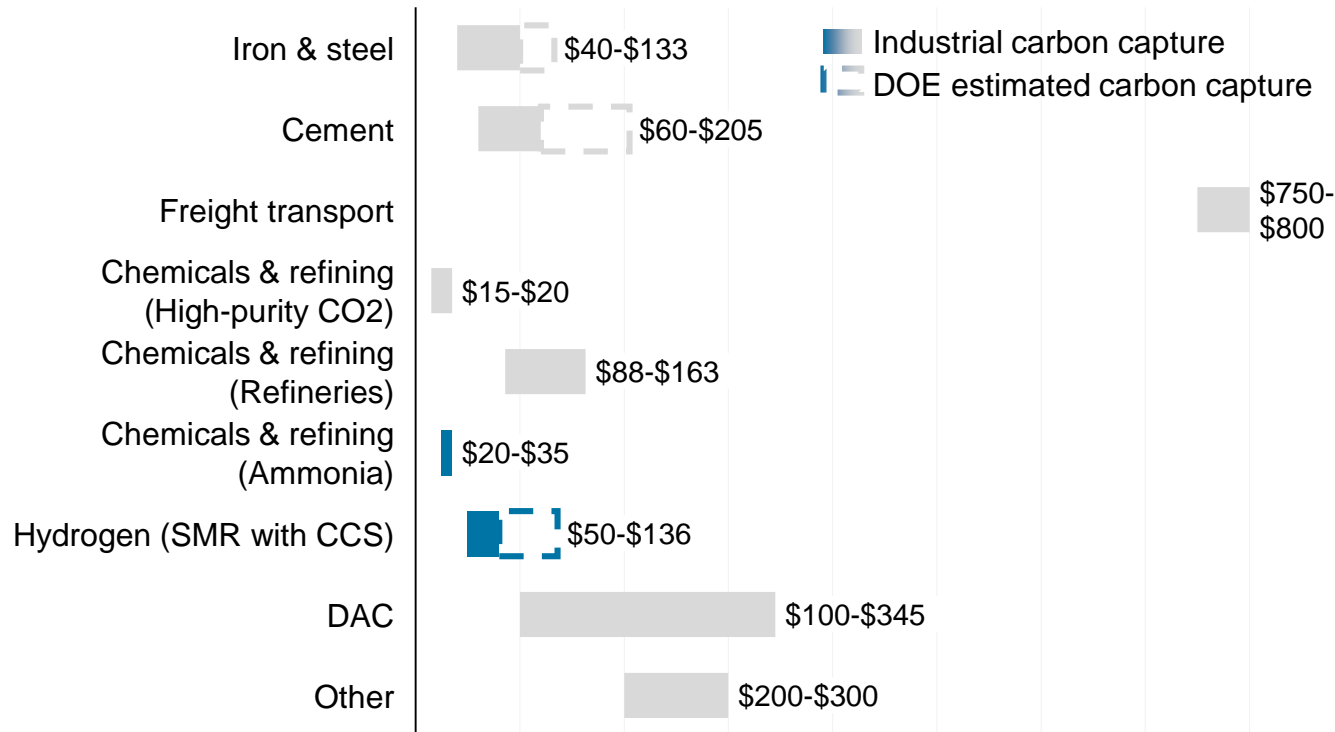 Iron & steel
$40-$133
Industrial carbon capture
DOE estimated carbon capture
Cement
$60-$205
Freight transport
$750-
$800
Chemicals & refining
(High-purity CO2)
$15-$20
Chemicals & refining
(Refineries)
$88-$163
Chemicals & refining
(Ammonia)
$20-$35
Hydrogen (SMR with CCS)
$50-$136
DAC
$100-$345
Other
$200-$300